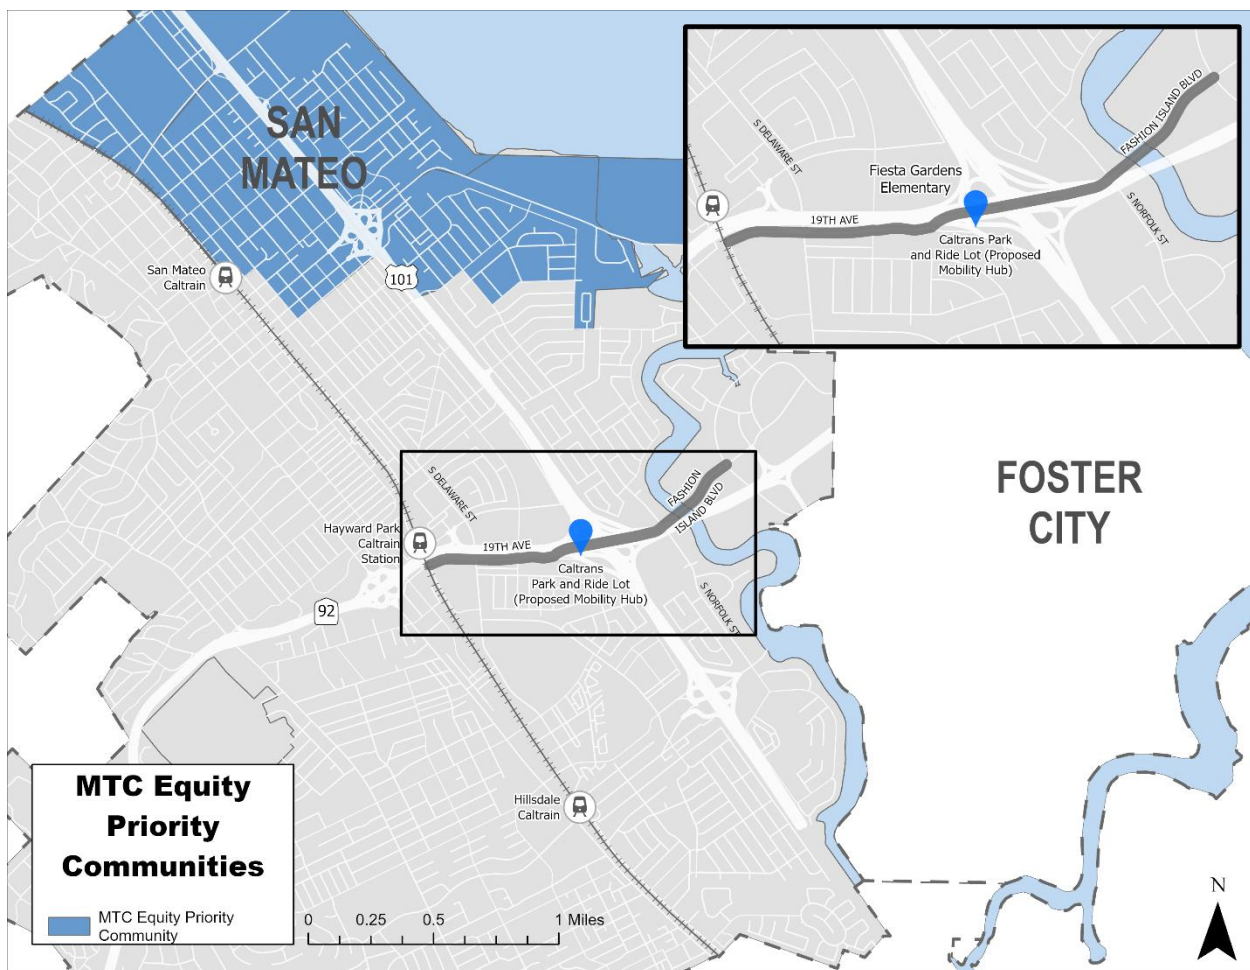 SAN
MATEO
S DELAWARE ST
Fiesta Gardens
Elementary
FASHION ISLAND BLVD
19TH AVE
S NORFOLK ST
Caltrans Park
and Ride Lot (Proposed
Mobility Hub)
San Mateo
Caltrain
101
FOSTER
CITY
S DELAWARE ST
FASHION
ISLAND BLVD
Hayward Park
Caltrain
Station
19TH AVE
Caltrans
Park and Ride Lot
(Proposed Mobility Hub)
S NORFOLK ST
92
Hillsdale
Caltrain
MTC Equity
Priority
Communities
MTC Equity Priority
Community
0 0.25 0.5 1 Miles
N